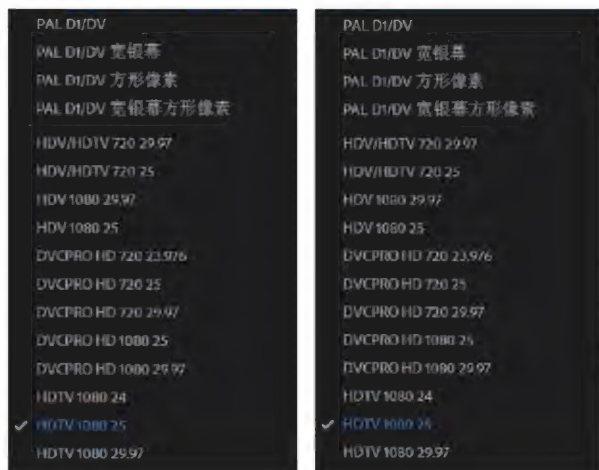 PAL D1/DV
PAL D1/DV 宽银幕
PAL D1/DV 方形像素
PAL D1/DV 宽银幕方形像素
HDV/HDTV 720 29.97
HDV/HDTV 720 25
HDV 1080 29.97
HDV 1080 25
DVCPRO HD 720 23.976
DVCPRO HD 720 25
DVCPRO HD 720 29.97
DVCPRO HD 1080 25
DVCPRO HD 1080 29.97
HDTV 1080 24
HDTV 1080 25
HDTV 1080 29.97
PAL D1/DV
PAL D1/DV 宽银幕
PAL D1/DV 方形像素
PAL D1/DV 宽银幕方形像素
HDV/HDTV 720 29.97
HDV/HDTV 720 25
HDV 1080 29.97
HDV 1080 25
DVCPRO HD 720 23.976
DVCPRO HD 720 25
DVCPRO HD 720 29.97
DVCPRO HD 1080 25
DVCPRO HD 1080 29.97
HDTV 1080 24
HDTV 1080 25
HDTV 1080 29.97